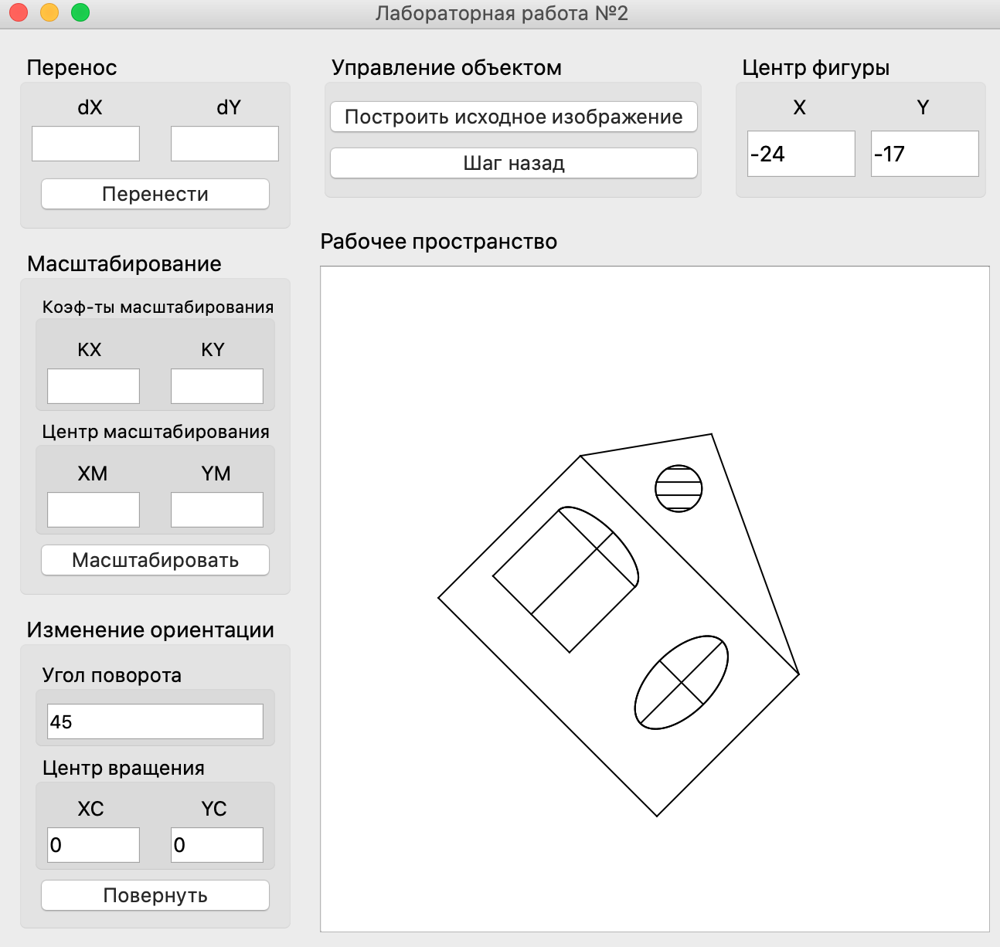 Лабораторная работа №2
Перенос
dX dY
Перенести
Управление объектом
Построить исходное изображение
Шаг назад
Центр фигуры
X Y
-24 -17
Масштабирование
Коэф-ты масштабирования
KX KY
Центр масштабирования
XM YM
Масштабировать
Изменение ориентации
Угол поворота
45
Центр вращения
XC YC
0 0
Повернуть
Рабочее пространство